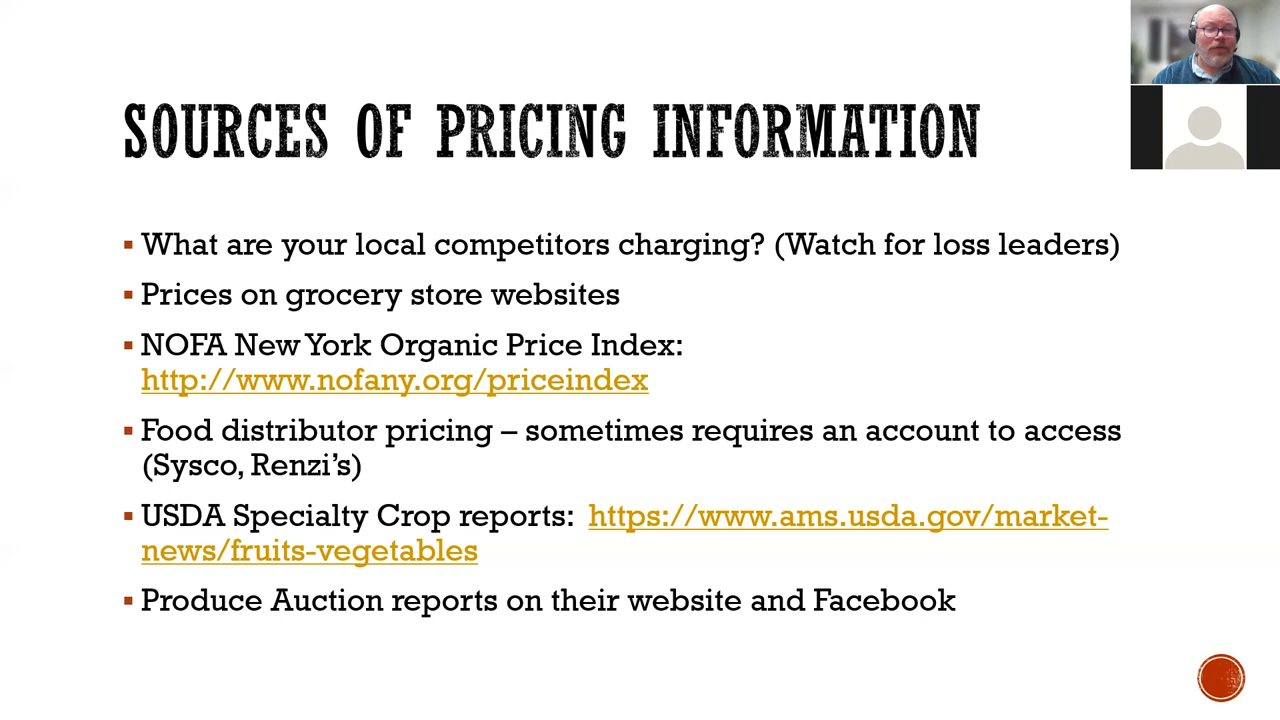 SOURCES OF PRICING INFORMATION
▪ What are your local competitors charging? (Watch for loss leaders)
▪ Prices on grocery store websites
▪ NOFA New York Organic Price Index:
http://www.nofany.org/priceindex
▪ Food distributor pricing – sometimes requires an account to access
(Sysco, Renzi’s)
▪ USDA Specialty Crop reports: https://www.ams.usda.gov/market-
news/fruits-vegetables
▪ Produce Auction reports on their website and Facebook